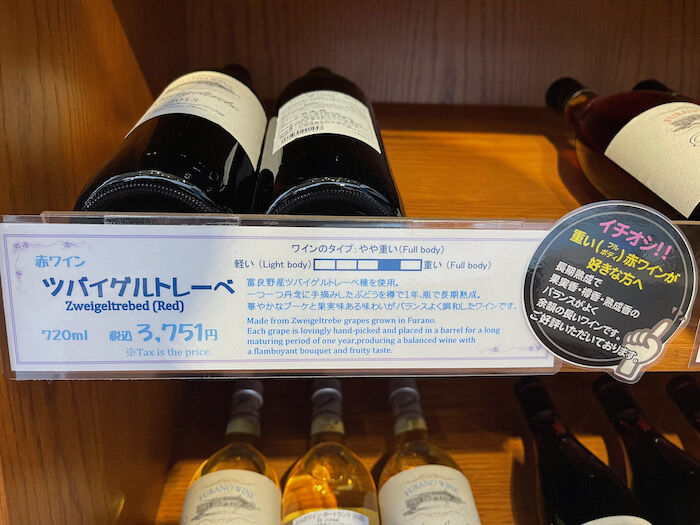 2013
FURANO W
赤ワイン
ツバイゲルトレーベ
Zweigeltrebed (Red)
720ml 税込 3,751円
※Tax is the price.
ワインのタイプ・やや重い(Full body)
軽い (Light body) 重い (Full body)
富良野産ツバイゲルトレーベ種を使用。
一つ一つ丹念に手摘みしたぶどうを樽で1年、瓶で長期熟成。
華やかなブーケと果実味ある味わいがバランスよく調和したワインです。
Made from Zweigeltrebe grapes grown in Furano.
Each grape is lovingly hand-picked and placed in a barrel for a long
maturing period of one year,producing a balanced wine with
a flamboyant bouquet and fruity taste.
イチオシ!!
重い(フルボディ)赤ワインが
好きな方へ
長期熟成で
果実香・樽香・熟成香の
バランスがよく
余韻の長いワインです。
ご好評いただいております。
FURANO WINE
FURANO WINE